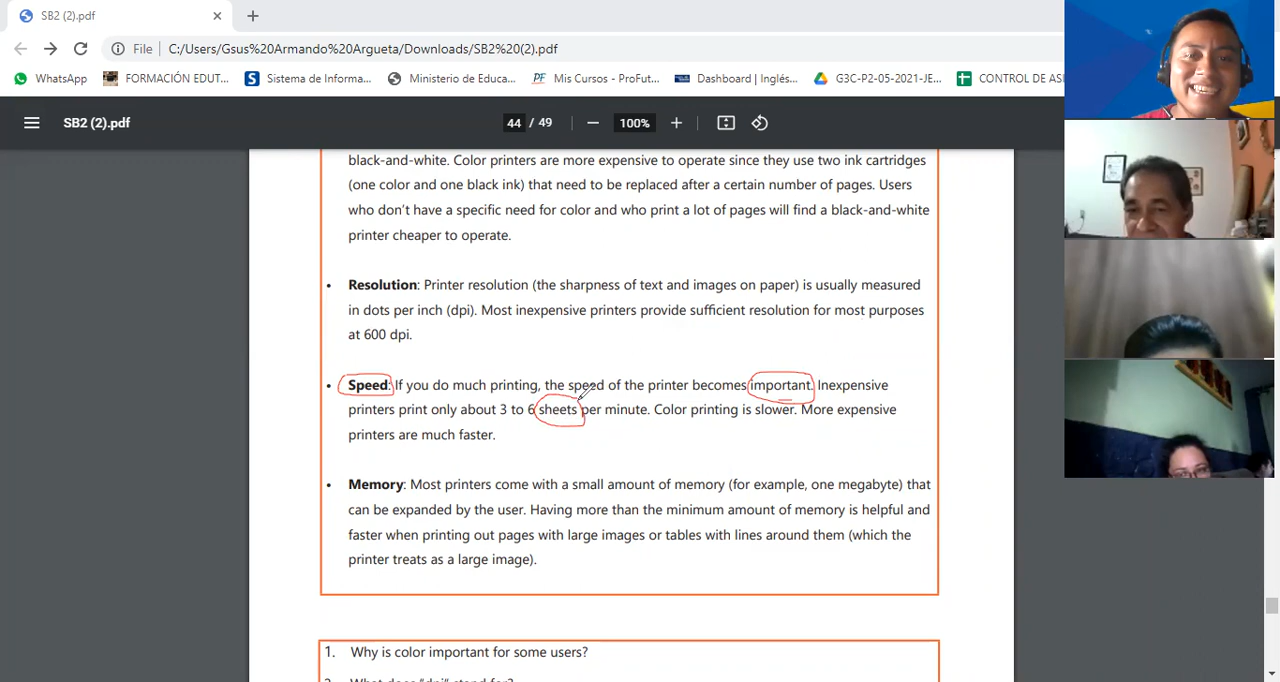 SB2 (2).pdf
File
C:/Users/Gsus%20Armando%20Argueta/Downloads/SB2%20(2).pdf
WhatsApp
FORMACIÓN EDUT...
Sistema de Informa...
Ministerio de Educa...
PF Mis Cursos - ProFut...
Dashboard | Inglés...
G3C-P2-05-2021-JE...
CONTROL DE ASI
SB2 (2).pdf
44 / 49
100%
black-and-white. Color printers are more expensive to operate since they use two ink cartridges
(one color and one black ink) that need to be replaced after a certain number of pages. Users
who don't have a specific need for color and who print a lot of pages will find a black-and-white
printer cheaper to operate.
• Resolution: Printer resolution (the sharpness of text and images on paper) is usually measured
in dots per inch (dpi). Most inexpensive printers provide sufficient resolution for most purposes
at 600 dpi.
• Speed: If you do much printing, the speed of the printer becomes important. Inexpensive
printers print only about 3 to 6 sheets per minute. Color printing is slower. More expensive
printers are much faster.
• Memory: Most printers come with a small amount of memory (for example, one megabyte) that
can be expanded by the user. Having more than the minimum amount of memory is helpful and
faster when printing out pages with large images or tables with lines around them (which the
printer treats as a large image).
1. Why is color important for some users?
2. What does "dpi" stand for?